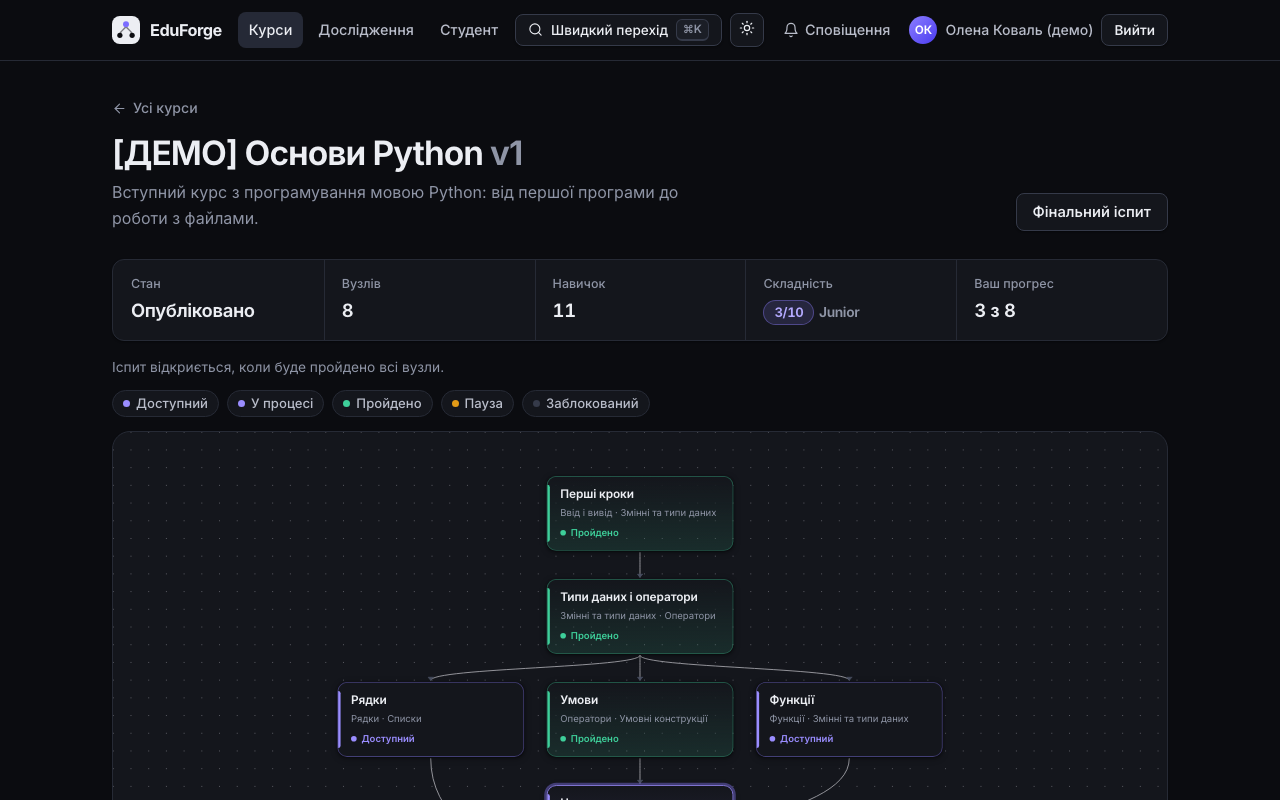 EduForge
Курси
Дослідження
Студент
Швидкий перехід
⌘K
Сповіщення
ОК
Олена Коваль (демо)
Вийти
← Усі курси
[ДЕМО] Основи Python v1
Вступний курс з програмування мовою Python: від першої програми до
роботи з файлами.
Фінальний іспит
Стан
Опубліковано
Вузлів
8
Навичок
11
Складність
3/10 Junior
Ваш прогрес
3 з 8
Іспит відкриється, коли буде пройдено всі вузли.
Доступний
У процесі
Пройдено
Пауза
Заблокований
Перші кроки
Ввід і вивід · Змінні та типи даних
Пройдено
Типи даних і оператори
Змінні та типи даних · Оператори
Пройдено
Рядки
Рядки · Списки
Доступний
Умови
Оператори · Умовні конструкції
Пройдено
Функції
Функції · Змінні та типи даних
Доступний